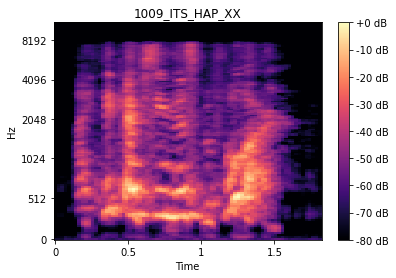 1009_ITS_HAP_XX
+0 dB
8192
-10 dB
4096
-20 dB
-30 dB
2048
Hz
-40 dB
1024
-50 dB
512
-60 dB
-70 dB
0
-80 dB
0
0.5
1
1.5
Time